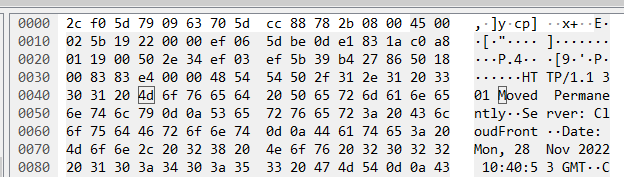 0000 2c f0 5d 79 09 63 70 5d cc 88 78 2b 08 00 45 00 , ]y cp] x+ E·
0010 02 5b 19 22 00 00 ef 06 5d be 0d e1 83 1a c0 a8 ·[·"···· ]·······
0020 01 19 00 50 2e 34 ef 03 ef 5b 39 b4 27 86 50 18 ···P.4·· ·[9·'·P·
0030 00 83 83 e4 00 00 48 54 54 50 2f 31 2e 31 20 33 ······HT TP/1.1 3
0040 30 31 20 4d 6f 76 65 64 20 50 65 72 6d 61 6e 65 01 Moved Permane
0050 6e 74 6c 79 0d 0a 53 65 72 76 65 72 3a 20 43 6c ntly··Se rver: Cl
0060 6f 75 64 46 72 6f 6e 74 0d 0a 44 61 74 65 3a 20 oudFront ··Date:
0070 4d 6f 6e 2c 20 32 38 20 4e 6f 76 20 32 30 32 32 Mon, 28 Nov 2022
0080 20 31 30 3a 34 30 3a 35 33 20 47 4d 54 0d 0a 43 10:40:5 3 GMT··C